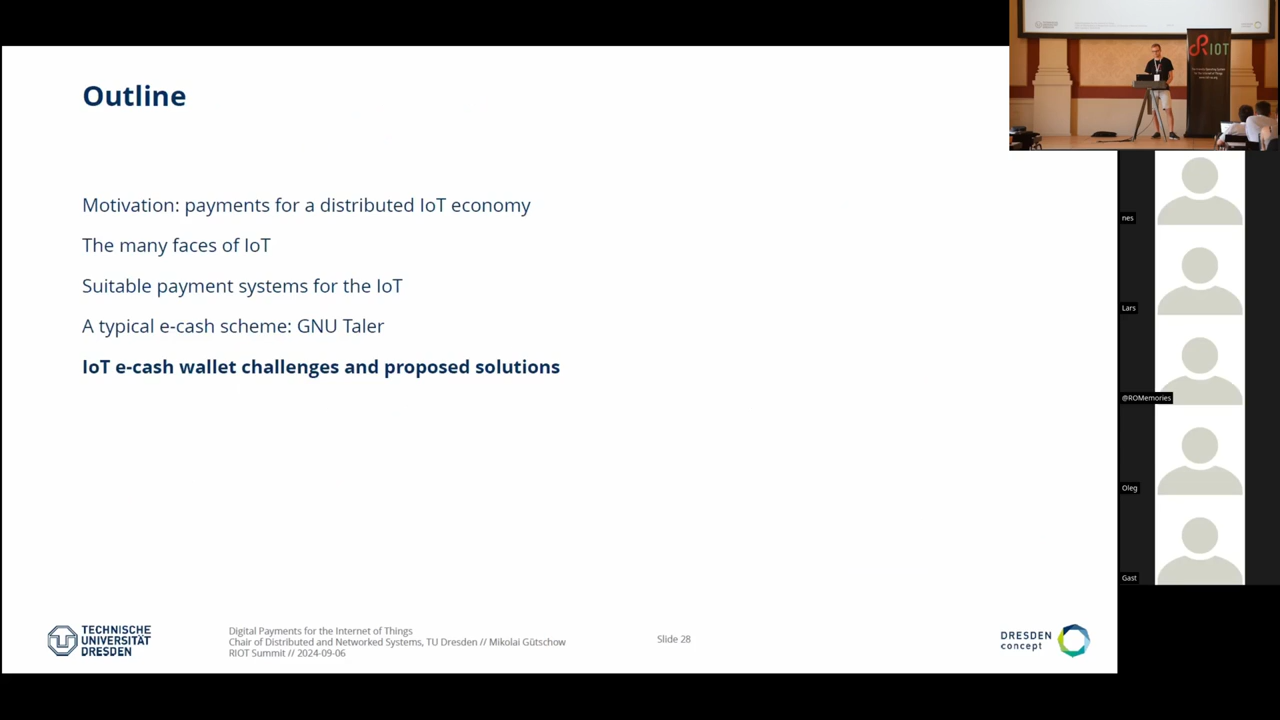 Outline
Motivation: payments for a distributed IoT economy
The many faces of IoT
Suitable payment systems for the IoT
A typical e-cash scheme: GNU Taler
IoT e-cash wallet challenges and proposed solutions
TECHNISCHE
UNIVERSITÄT
DRESDEN
Digital Payments for the Internet of Things
Chair of Distributed and Networked Systems, TU Dresden // Mikolai Gütschow
RIOT Summit // 2024-09-06
Slide 28
DRESDEN
concept
RIOT
nes
Lars
@ROMemories
Oleg
Gast